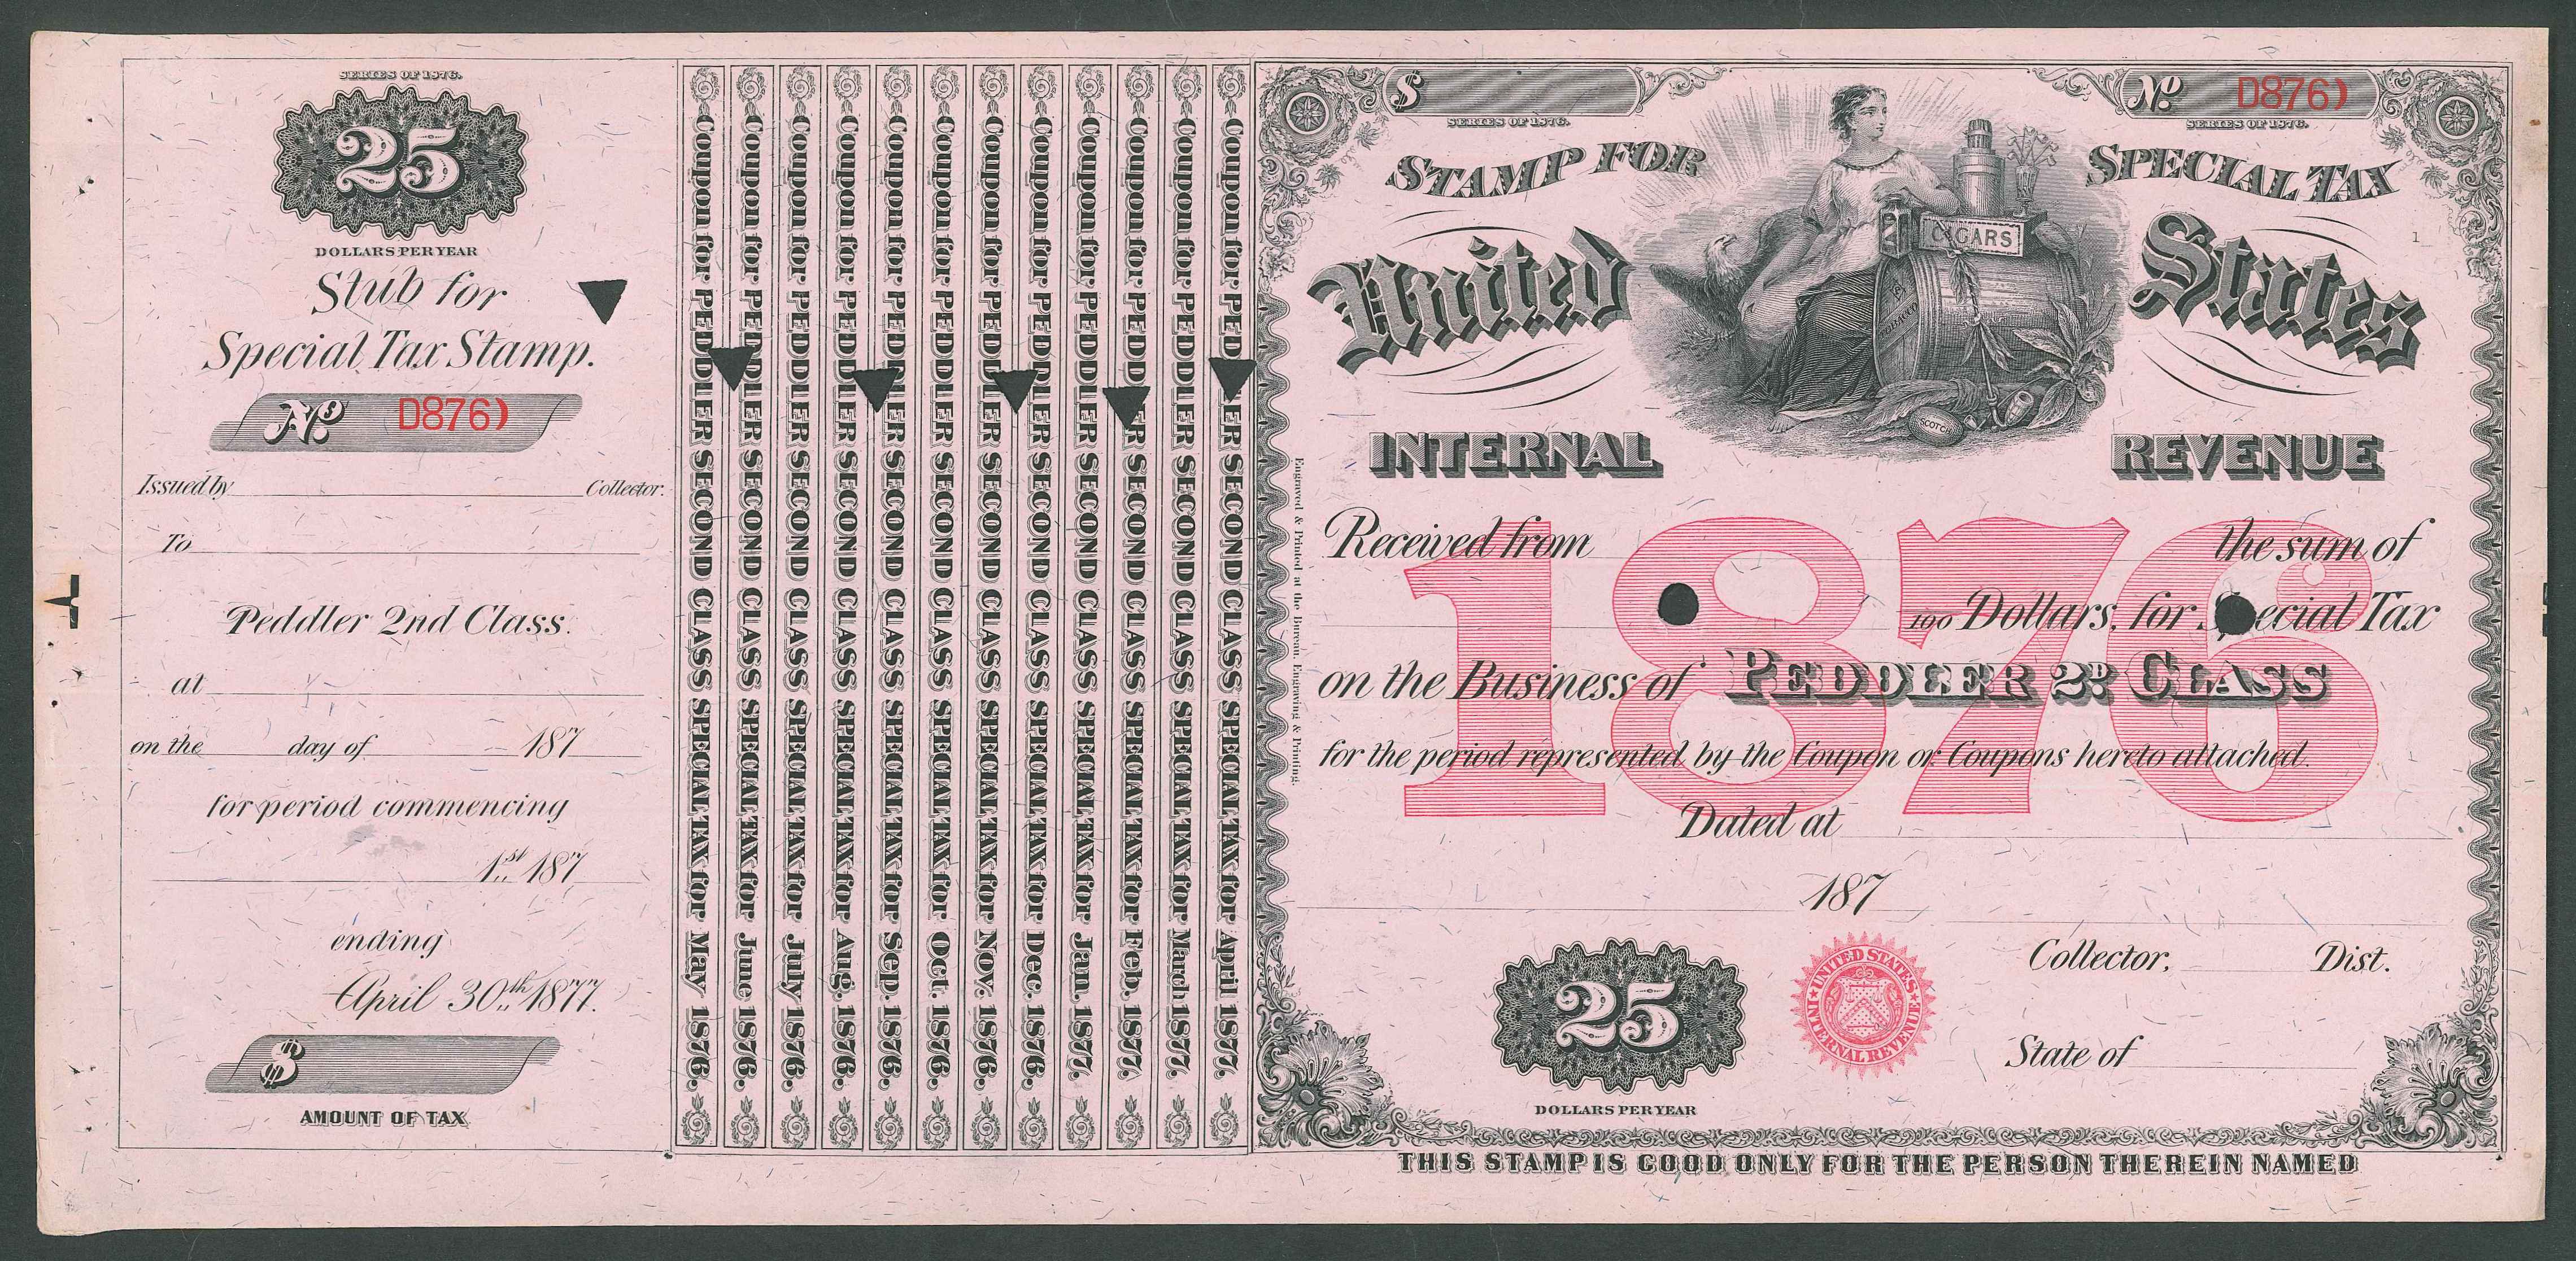 SERIES OF 1876.
25
DOLLARS PER YEAR
Stub for
Special Tax Stamp.
No. D876)
Issued by Collector.
To
Peddler 2nd Class.
at
on the day of 187
for period commencing
1st 187
ending
April 30th 1877.
$
AMOUNT OF TAX
Coupon for PEDDLER SECOND CLASS SPECIAL TAX for May 1876.
Coupon for PEDDLER SECOND CLASS SPECIAL TAX for June 1876.
Coupon for PEDDLER SECOND CLASS SPECIAL TAX for July 1876.
Coupon for PEDDLER SECOND CLASS SPECIAL TAX for Aug. 1876.
Coupon for PEDDLER SECOND CLASS SPECIAL TAX for Sep. 1876.
Coupon for PEDDLER SECOND CLASS SPECIAL TAX for Oct. 1876.
Coupon for PEDDLER SECOND CLASS SPECIAL TAX for Nov. 1876.
Coupon for PEDDLER SECOND CLASS SPECIAL TAX for Dec. 1876.
Coupon for PEDDLER SECOND CLASS SPECIAL TAX for Jan. 1877.
Coupon for PEDDLER SECOND CLASS SPECIAL TAX for Feb. 1877.
Coupon for PEDDLER SECOND CLASS SPECIAL TAX for March 1877.
Coupon for PEDDLER SECOND CLASS SPECIAL TAX for April 1877.
Engraved & Printed at the Bureau, Engraving & Printing.
$
SERIES OF 1876.
No. D876)
SERIES OF 1876.
STAMP FOR SPECIAL TAX
United States
CIGARS
TOBACCO
SCOTCH
1
INTERNAL REVENUE
1876
Received from the sum of
100 Dollars, for Special Tax
on the Business of PEDDLER 2D. CLASS
for the period represented by the Coupon or Coupons hereto attached.
Dated at
187
Collector, Dist.
State of
25
DOLLARS PER YEAR
UNITED STATES INTERNAL REVENUE
THIS STAMP IS GOOD ONLY FOR THE PERSON THEREIN NAMED